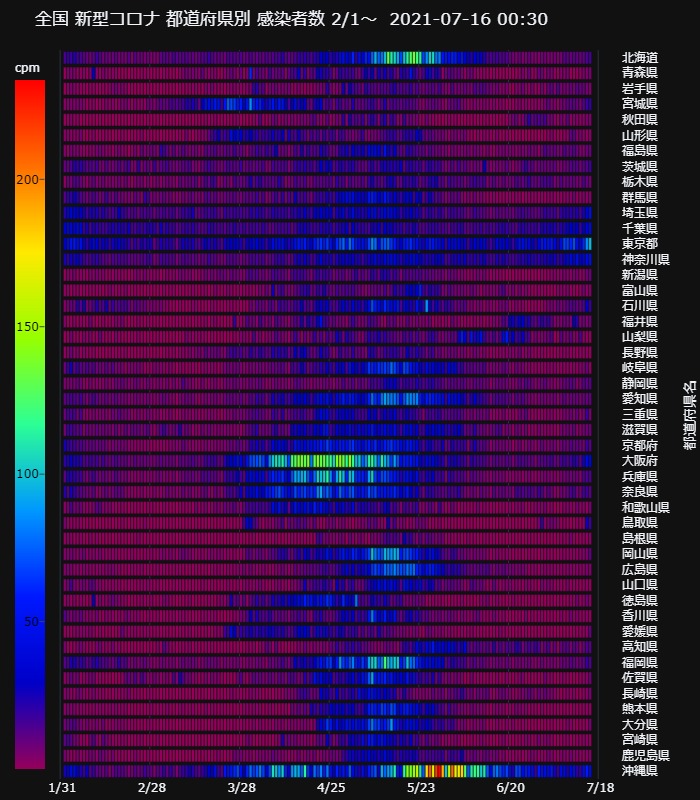 全国 新型コロナ 都道府県別 感染者数 2/1～ 2021-07-16 00:30
cpm
200
150
100
50
北海道
青森県
岩手県
宮城県
秋田県
山形県
福島県
茨城県
栃木県
群馬県
埼玉県
千葉県
東京都
神奈川県
新潟県
富山県
石川県
福井県
山梨県
長野県
岐阜県
静岡県
愛知県
三重県
滋賀県
京都府
大阪府
兵庫県
奈良県
和歌山県
鳥取県
島根県
岡山県
広島県
山口県
徳島県
香川県
愛媛県
高知県
福岡県
佐賀県
長崎県
熊本県
大分県
宮崎県
鹿児島県
沖縄県
都道府県名
1/31 2/28 3/28 4/25 5/23 6/20 7/18